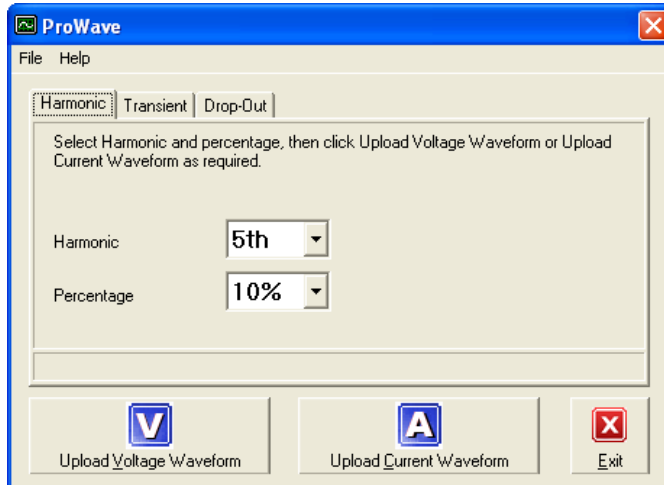 ProWave
File Help
Harmonic Transient Drop-Out
Select Harmonic and percentage, then click Upload Voltage Waveform or Upload
Current Waveform as required.
Harmonic 5th
Percentage 10%
V A X
Upload Voltage Waveform Upload Current Waveform Exit